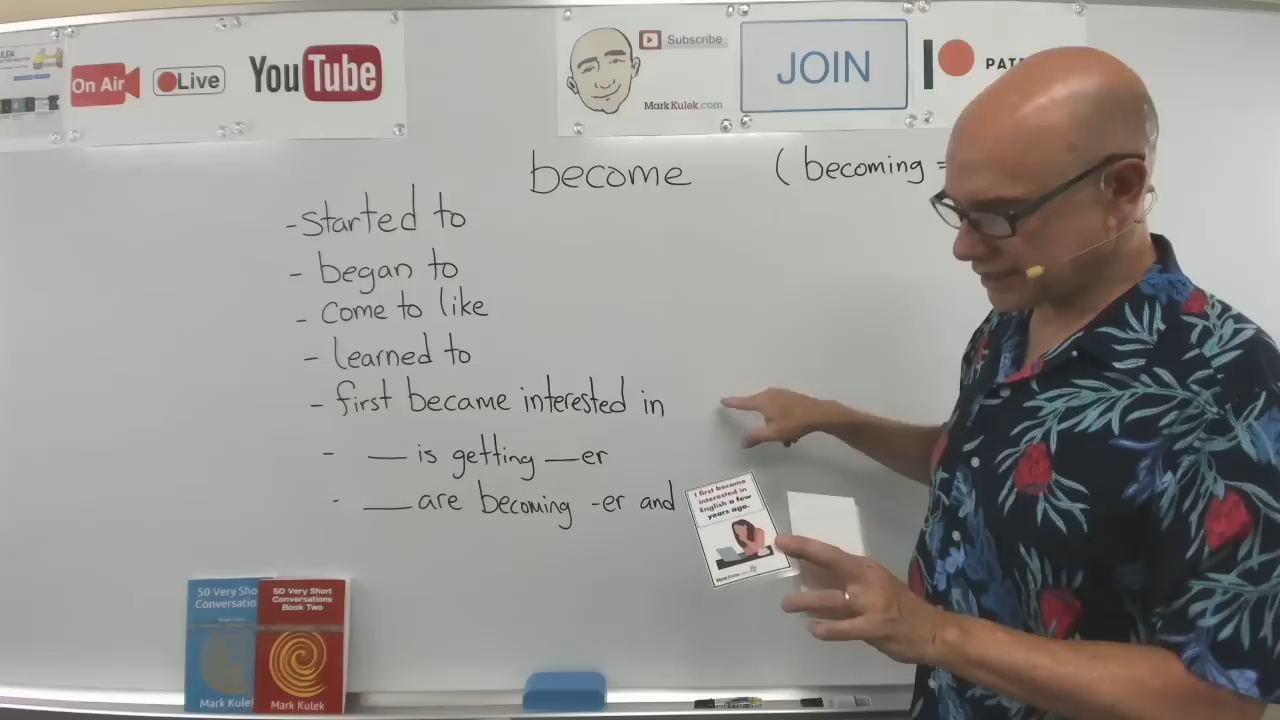 On Air
Live
YouTube
Subscribe
MarkKulek.com
JOIN
become
( becoming =
- started to
- began to
- come to like
- learned to
- first became interested in
- ___ is getting ___er
- ___ are becoming -er and
I first became
interested in
English a few
years ago.
50 Very Sho
Conversatio
Mark Kulek
50 Very Short
Conversations
Book Two
Mark Kulek